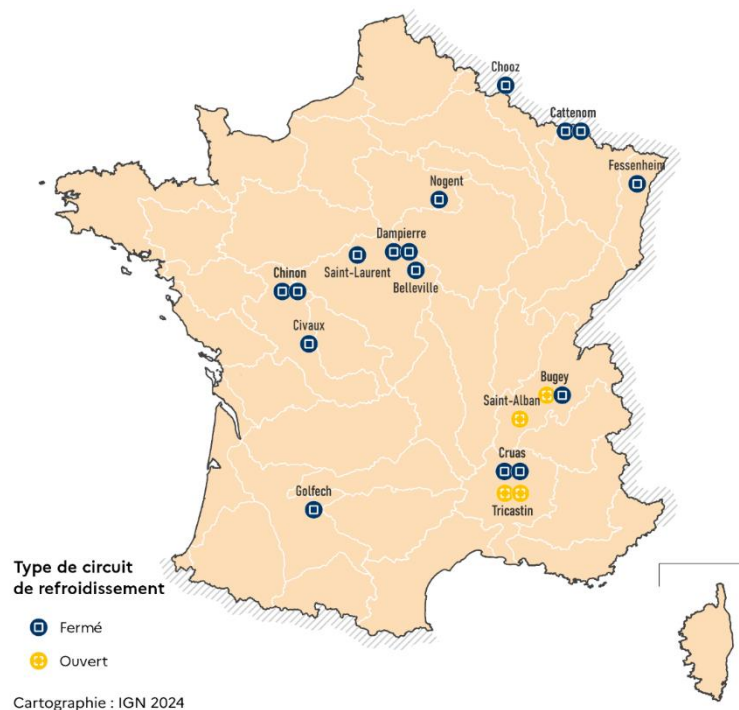 Chooz
Cattenom
Fessenheim
Nogent
Dampierre
Saint-Laurent
Belleville
Chinon
Civaux
Bugey
Saint-Alban
Cruas
Golfech
Tricastin
Type de circuit
de refroidissement
Fermé
Ouvert
Cartographie : IGN 2024